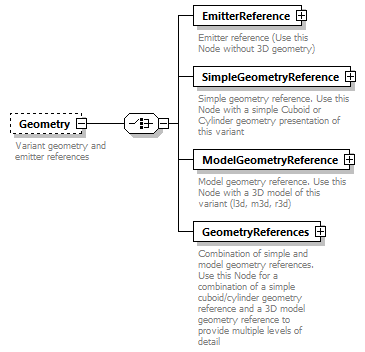 EmitterReference
Emitter reference (Use this
Node without 3D geometry)
SimpleGeometryReference
Simple geometry reference. Use this
Node with a simple Cuboid or
Cylinder geometry presentation of
this variant
Geometry
Variant geometry and
emitter references
ModelGeometryReference
Model geometry reference. Use this
Node with a 3D model of this
variant (l3d, m3d, r3d)
GeometryReferences
Combination of simple and
model geometry references.
Use this Node for a
combination of a simple
cuboid/cylinder geometry
reference and a 3D model
geometry reference to
provide multiple levels of
detail